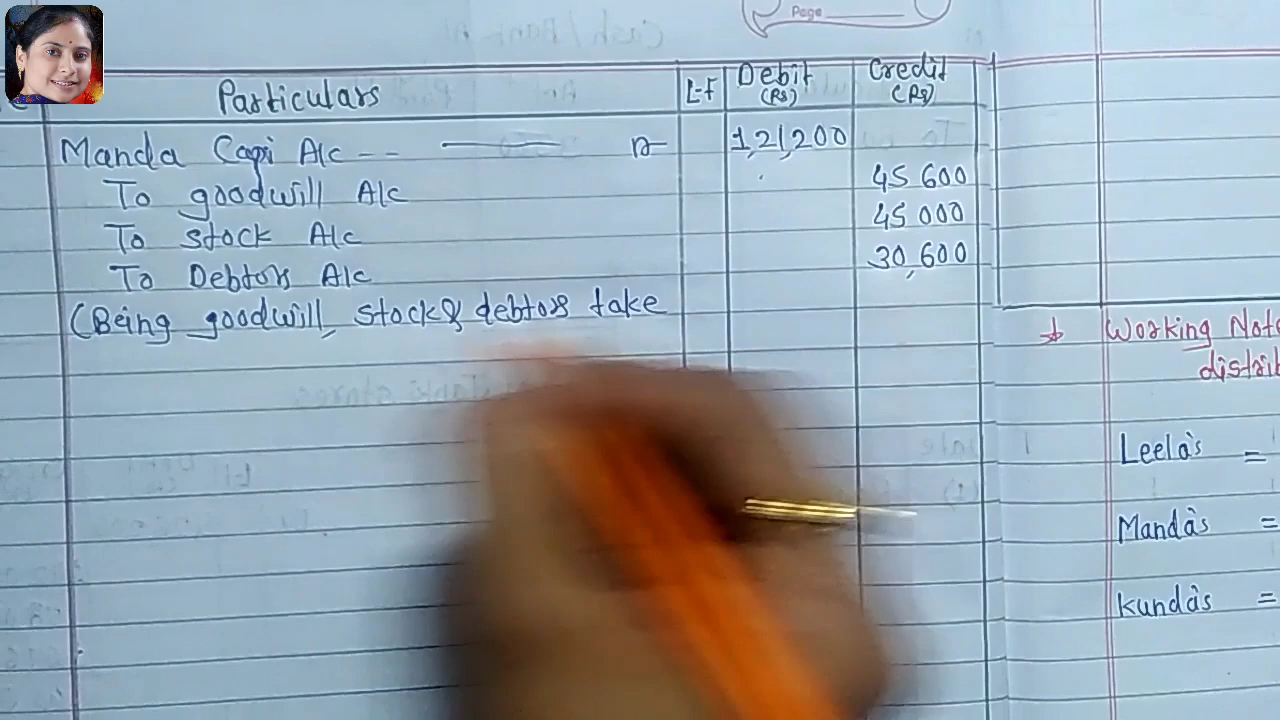 Page
Particulars L.F Debit (Rs) Credit (Rs)
Manda Capi A/c -- Dr 1,21,200
To goodwill A/c 45 600
To stock A/c 45 000
To Debtors A/c 30,600
(Being goodwill, stock & debtors take
Working Note
distrib
Leela's =
Manda's =
Kunda's =